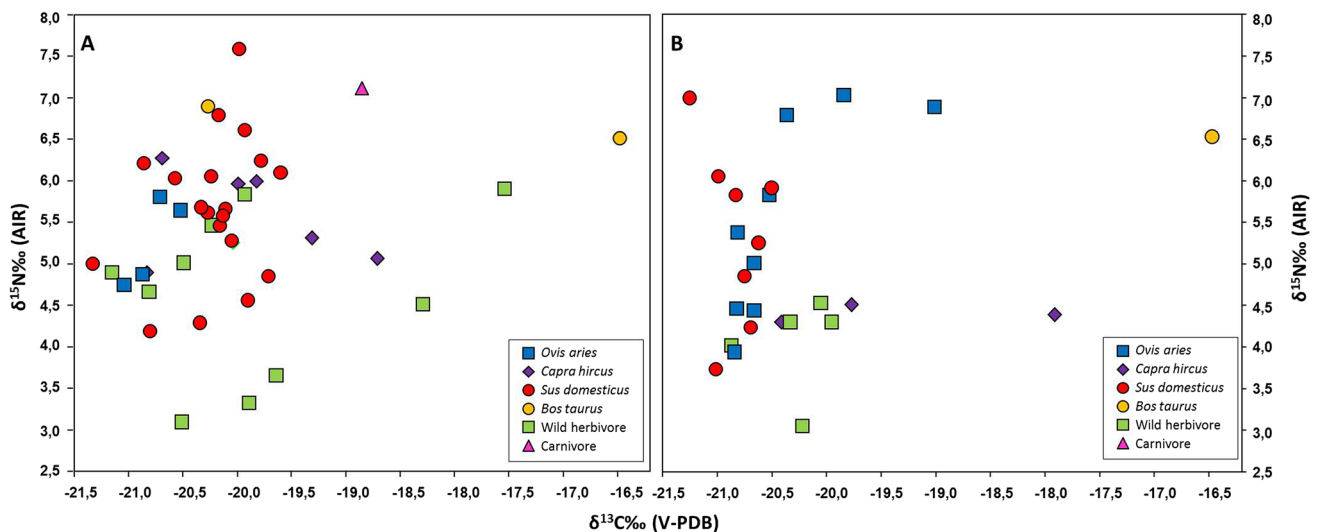 A
8,0
7,5
7,0
6,5
6,0
5,5
5,0
4,5
4,0
3,5
3,0
2,5
δ15N‰ (AIR)
-21,5 -21,0 -20,5 -20,0 -19,5 -19,0 -18,5 -18,0 -17,5 -17,0 -16,5
Ovis aries
Capra hircus
Sus domesticus
Bos taurus
Wild herbivore
Carnivore
B
8,0
7,5
7,0
6,5
6,0
5,5
5,0
4,5
4,0
3,5
3,0
2,5
δ15N‰ (AIR)
-21,5 -21,0 -20,5 -20,0 -19,5 -19,0 -18,5 -18,0 -17,5 -17,0 -16,5
Ovis aries
Capra hircus
Sus domesticus
Bos taurus
Wild herbivore
Carnivore
δ13C‰ (V-PDB)